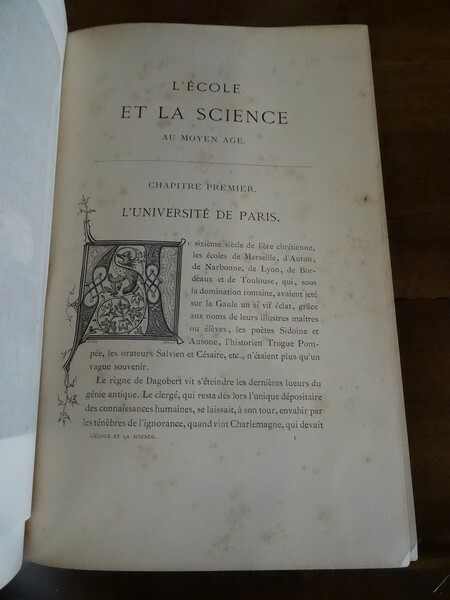 L'ÉCOLE
ET LA SCIENCE
AU MOYEN AGE.
CHAPITRE PREMIER.
L'UNIVERSITÉ DE PARIS.
AU sixième siècle de l'ère chrétienne,
les écoles de Marseille, d'Autun,
de Narbonne, de Lyon, de Bor-
deaux et de Toulouse, qui, sous
la domination romaine, avaient jeté
sur la Gaule un si vif éclat, grâce
aux noms de leurs illustres maîtres
ou élèves, les poètes Sidoine et
Ausone, l'historien Trogue Pom-
pée, les orateurs Salvien et Césaire, etc., n'étaient plus qu'un
vague souvenir.
Le règne de Dagobert vit s'éteindre les dernières lueurs du
génie antique. Le clergé, qui resta dès lors l'unique dépositaire
des connaissances humaines, se laissait, à son tour, envahir par
les ténèbres de l'ignorance, quand vint Charlemagne, qui devait
L'ÉCOLE ET LA SCIENCE. 1